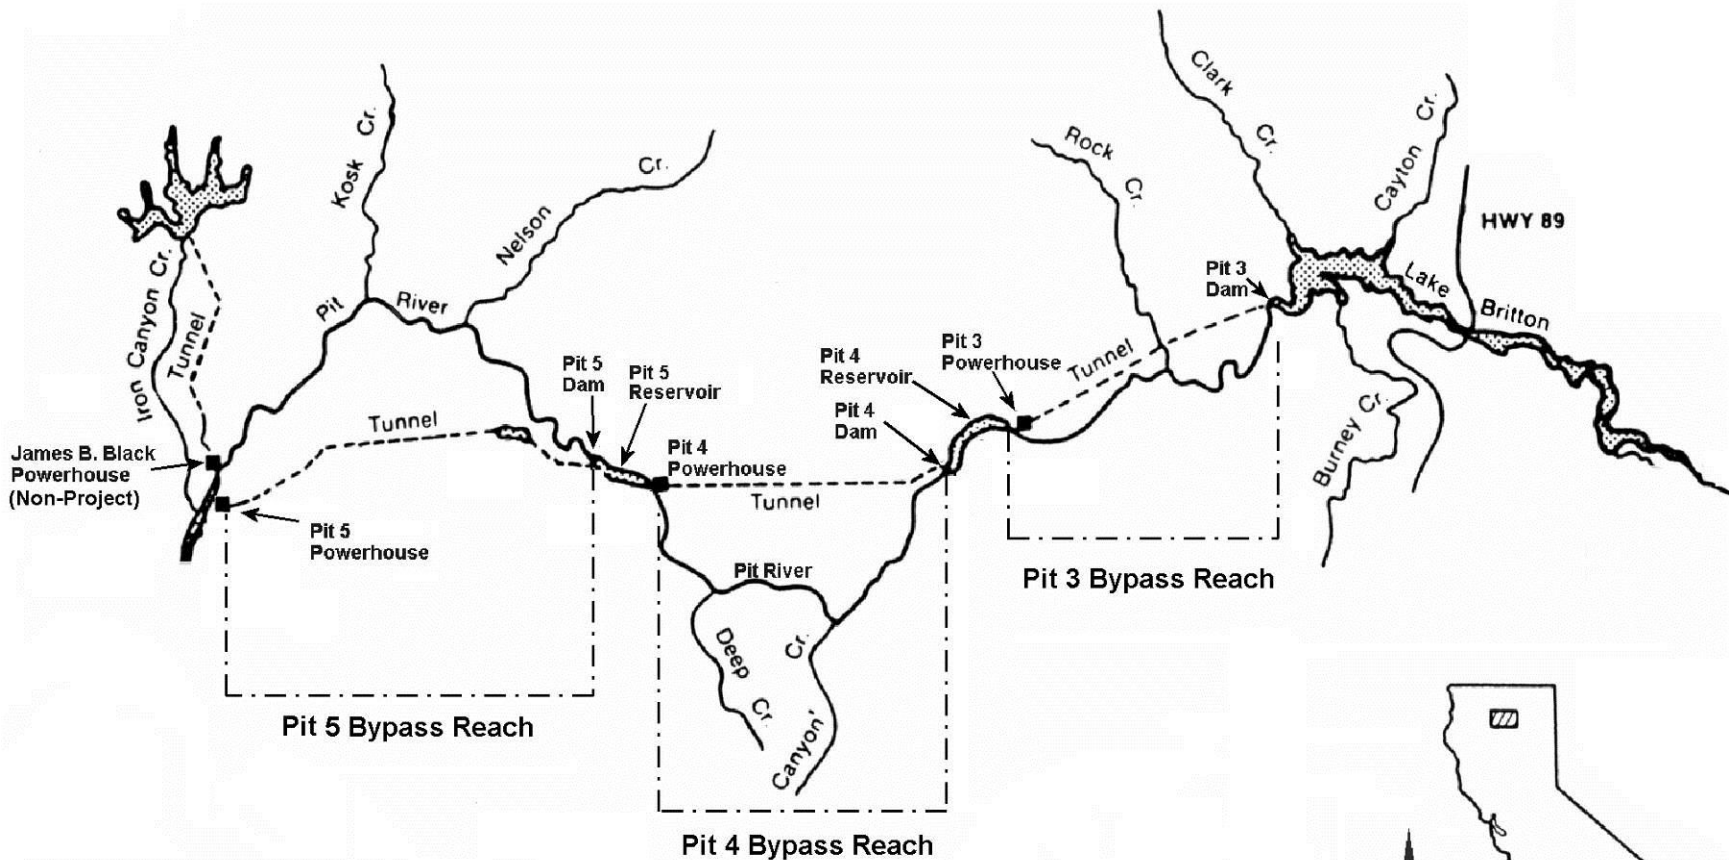 Clark
Cr.
Cayton
Cr.
Rock
Cr.
Kosk
Cr.
Nelson
Cr.
HWY 89
Iron Canyon Cr.
Tunnel
Pit
River
Pit 3
Dam
Lake
Britton
Pit 5
Dam
Pit 5
Reservoir
Pit 4
Reservoir
Pit 3
Powerhouse
Tunnel
Pit 4
Dam
Tunnel
James B. Black
Powerhouse
(Non-Project)
Pit 4
Powerhouse
Tunnel
Burney Cr.
Pit 5
Powerhouse
Pit River
Pit 3 Bypass Reach
Deep
Cr.
Canyon'
Cr.
Pit 5 Bypass Reach
Pit 4 Bypass Reach